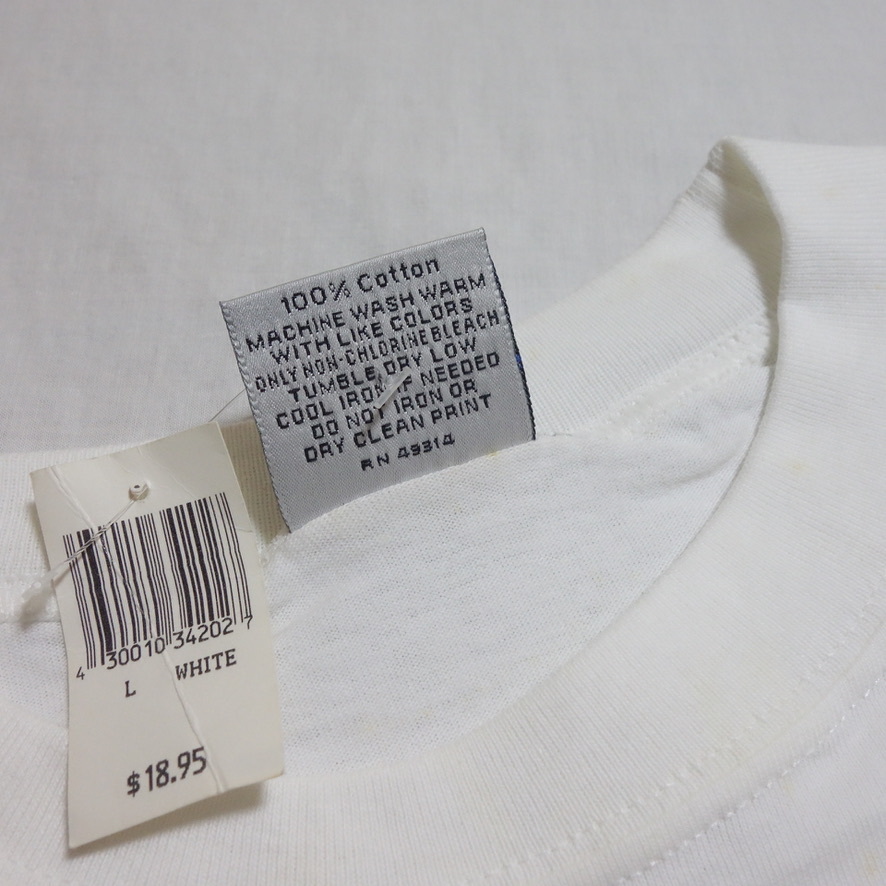 100% Cotton
MACHINE WASH WARM
WITH LIKE COLORS
ONLY NON-CHLORINE BLEACH
TUMBLE DRY LOW
COOL IRON IF NEEDED
DO NOT IRON OR
DRY CLEAN PRINT
RN 49314
4 30010 34202 7
L WHITE
$18.95